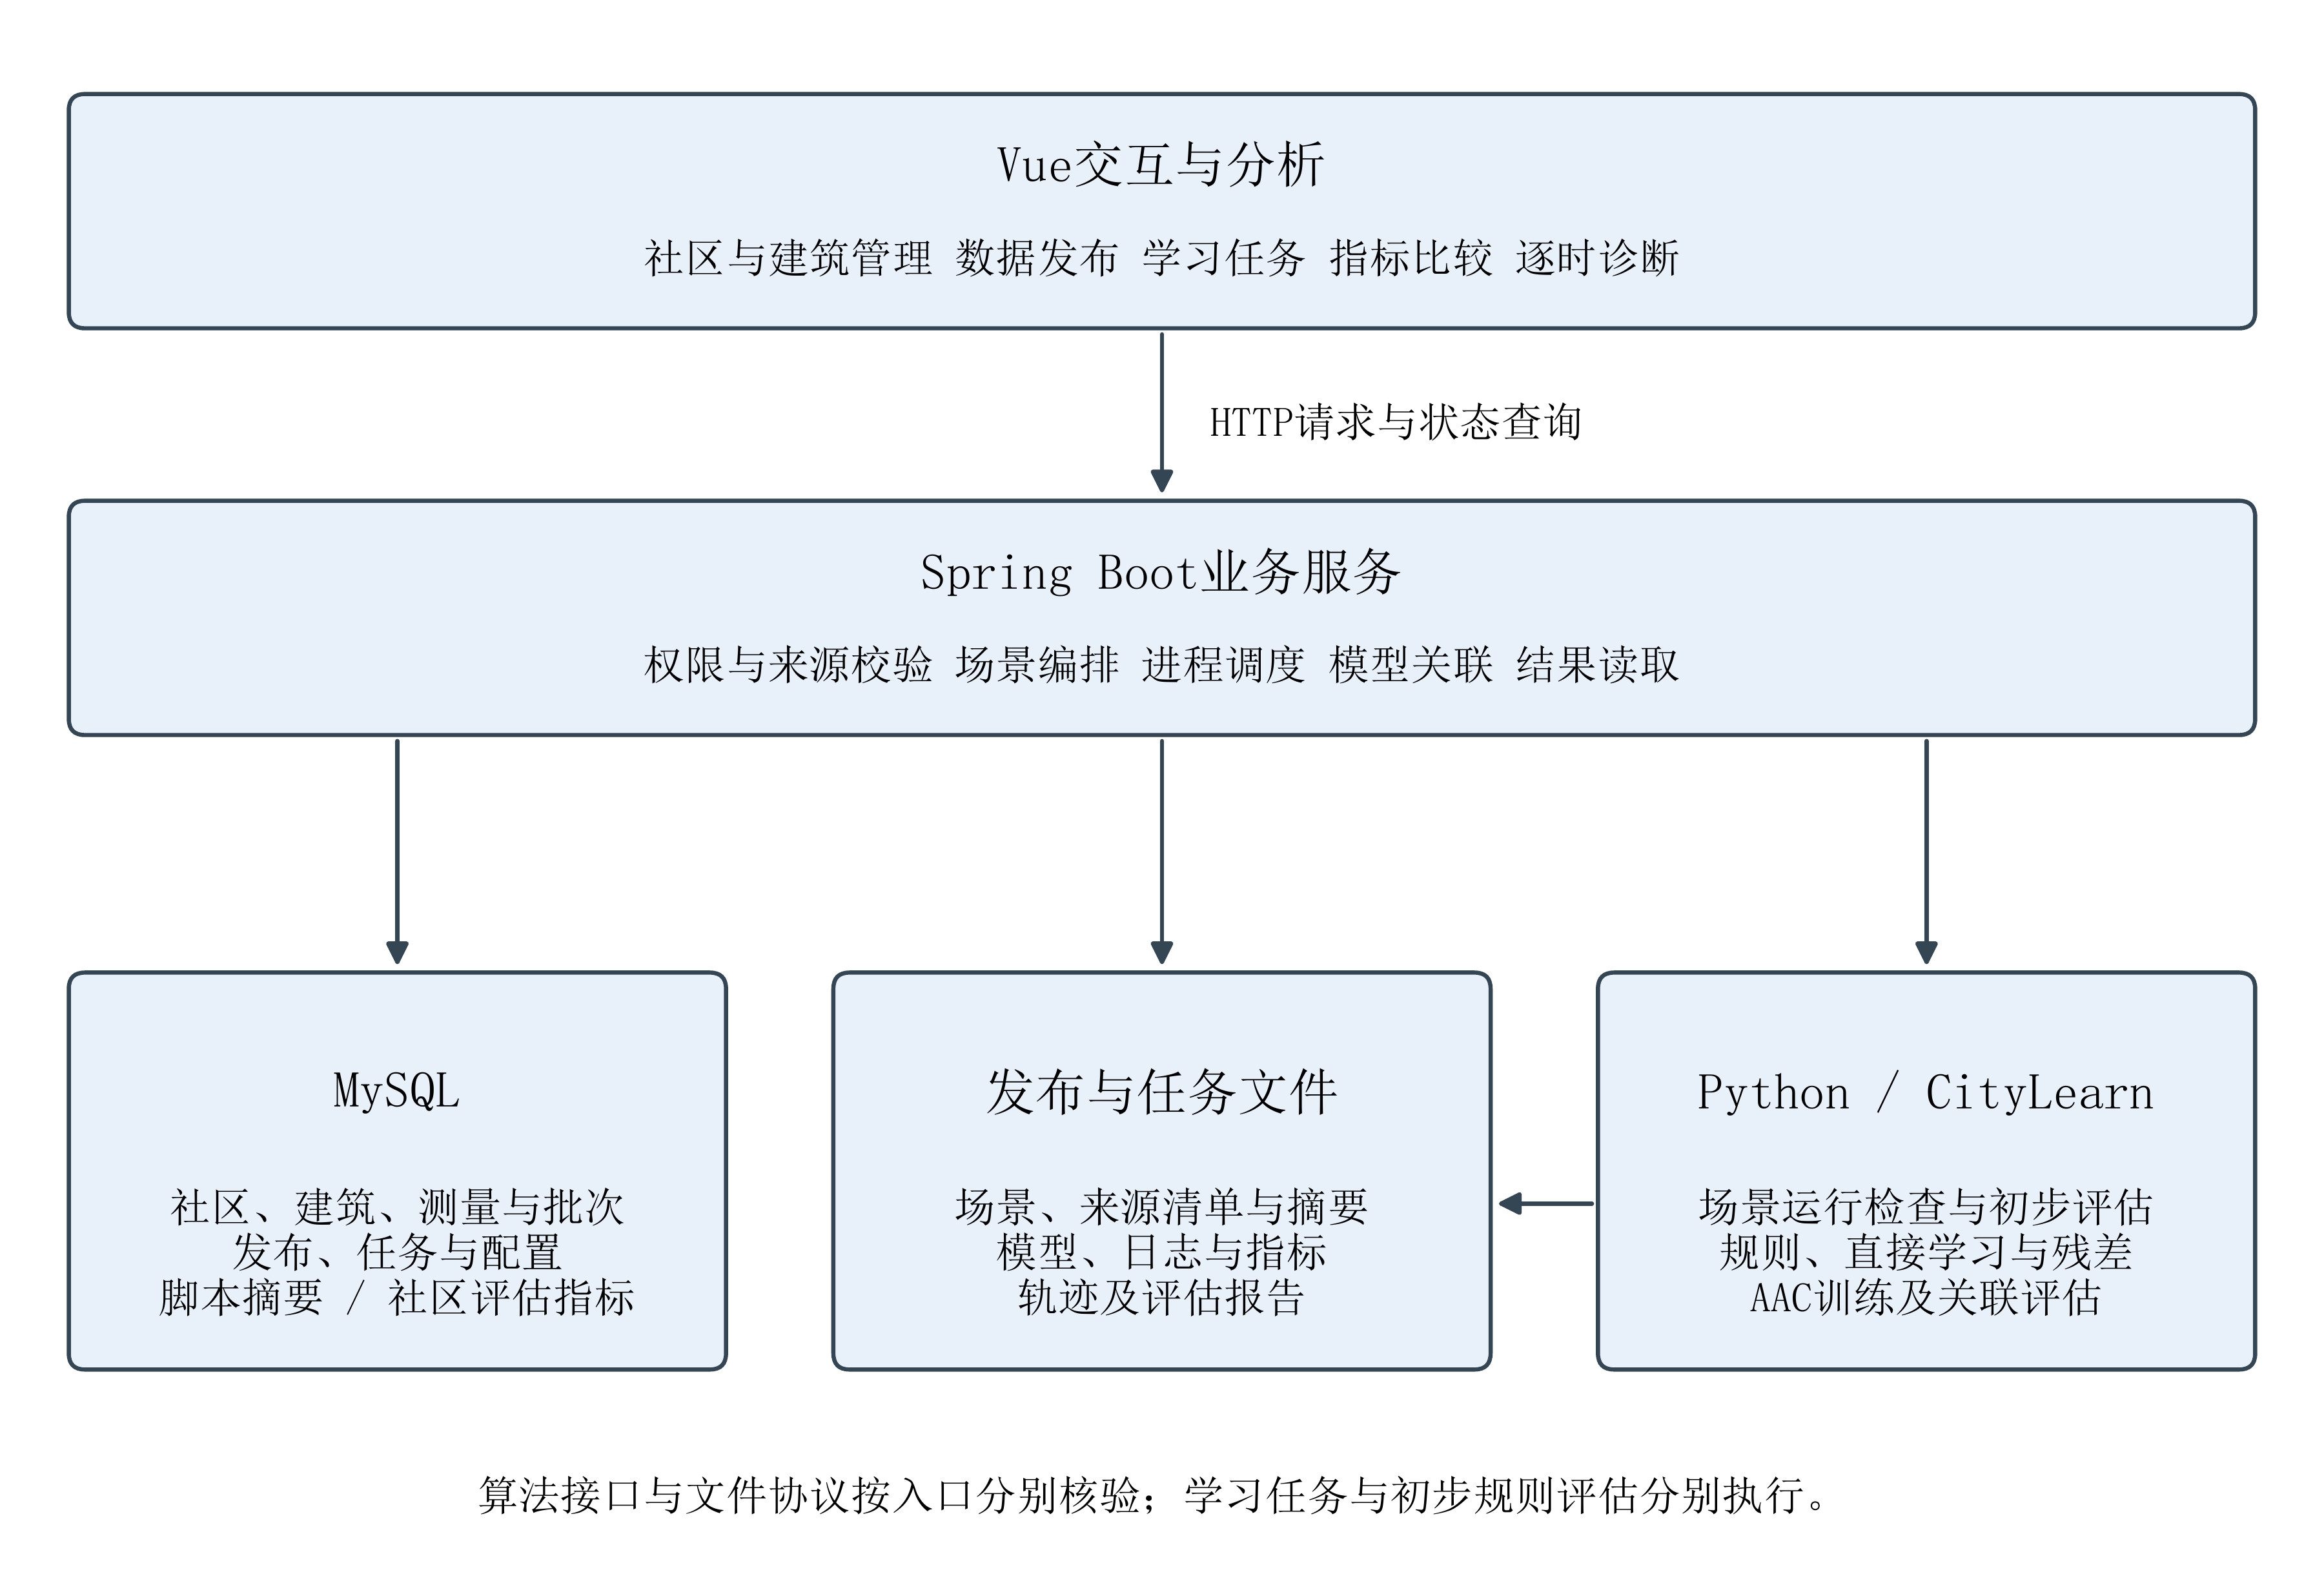 Vue交互与分析
社区与建筑管理 数据发布 学习任务 指标比较 逐时诊断
HTTP请求与状态查询
Spring Boot业务服务
权限与来源校验 场景编排 进程调度 模型关联 结果读取
MySQL
社区、建筑、测量与批次
发布、任务与配置
脚本摘要 / 社区评估指标
发布与任务文件
场景、来源清单与摘要
模型、日志与指标
轨迹及评估报告
Python / CityLearn
场景运行检查与初步评估
规则、直接学习与残差
AAC训练及关联评估
算法接口与文件协议按入口分别核验；学习任务与初步规则评估分别执行。